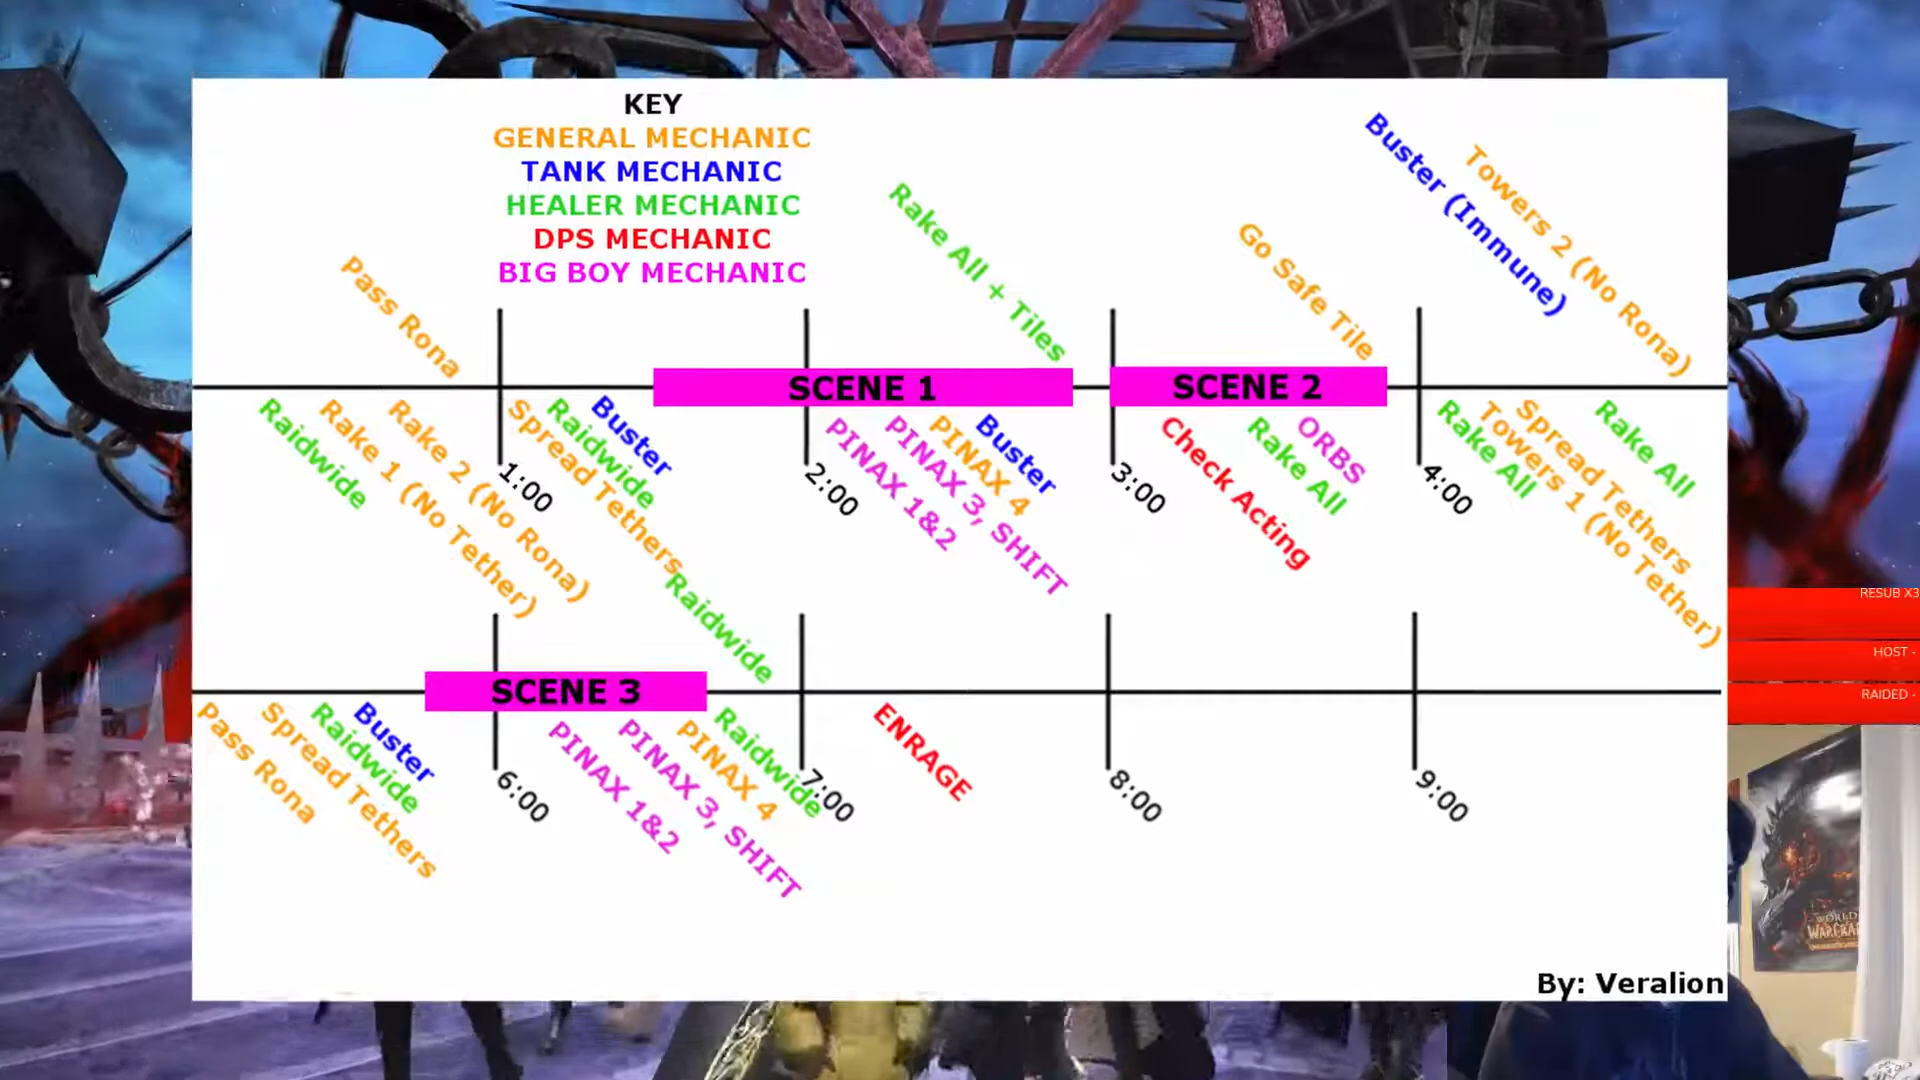 KEY
GENERAL MECHANIC
TANK MECHANIC
HEALER MECHANIC
DPS MECHANIC
BIG BOY MECHANIC
Pass Rona
Rake All + Tiles
Go Safe Tile
Buster (Immune)
Towers 2 (No Rona)
SCENE 1
SCENE 2
Raidwide
Rake 1 (No Tether)
Rake 2 (No Rona)
1:00
Spread Tethers
Raidwide
Buster
2:00
PINAX 1&2
PINAX 3, SHIFT
PINAX 4
Buster
3:00
Check Acting
Rake All
ORBS
4:00
Rake All
Towers 1 (No Tether)
Spread Tethers
Rake All
Raidwide
SCENE 3
Pass Rona
Spread Tethers
Raidwide
Buster
6:00
PINAX 1&2
PINAX 3, SHIFT
PINAX 4
Raidwide
7:00
ENRAGE
8:00
9:00
By: Veralion
RESUB X3
HOST -
RAIDED -
WORLD
WARCRA